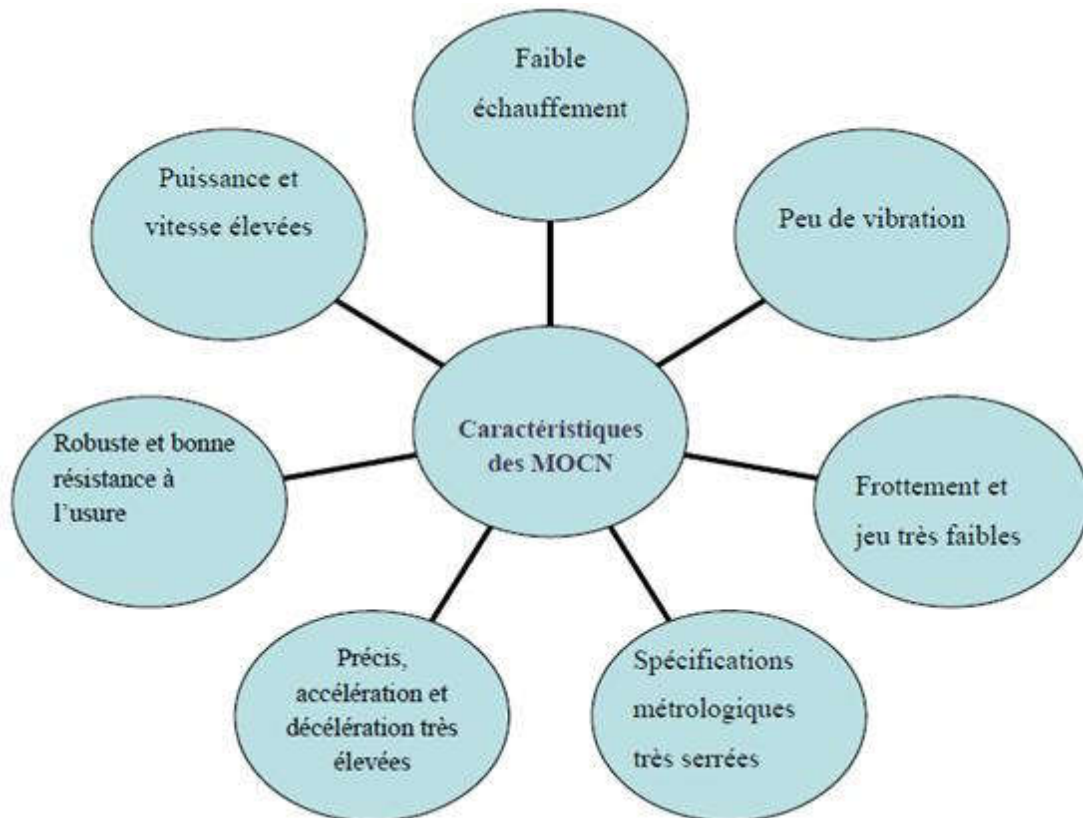 Faible
échauffement
Puissance et
vitesse élevées
Peu de vibration
Caractéristiques
des MOCN
Robuste et bonne
résistance à
l'usure
Frottement et
jeu très faibles
Précis,
accélération et
décélération très
élevées
Spécifications
métrologiques
très serrées